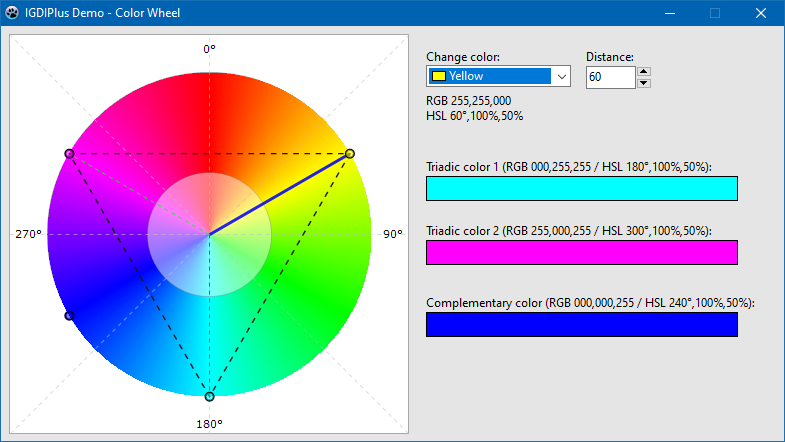 IGDIPlus Demo - Color Wheel
0°
90°
180°
270°
Change color:
Yellow
Distance:
60
RGB 255,255,000
HSL 60°,100%,50%
Triadic color 1 (RGB 000,255,255 / HSL 180°,100%,50%):
Triadic color 2 (RGB 255,000,255 / HSL 300°,100%,50%):
Complementary color (RGB 000,000,255 / HSL 240°,100%,50%):